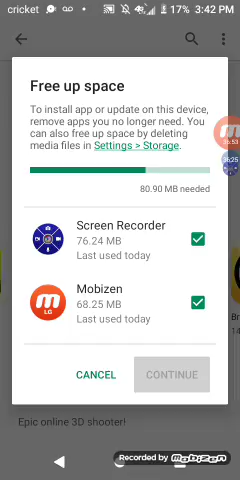 cricket 17% 3:42 PM
Free up space
To install app or update on this device,
remove apps you no longer need. You
can also free up space by deleting
media files in Settings > Storage.
80.90 MB needed
Screen Recorder
76.24 MB
Last used today
m
LG
Mobizen
68.25 MB
Last used today
CANCEL CONTINUE
Epic online 3D shooter!
Recorded by mobizen